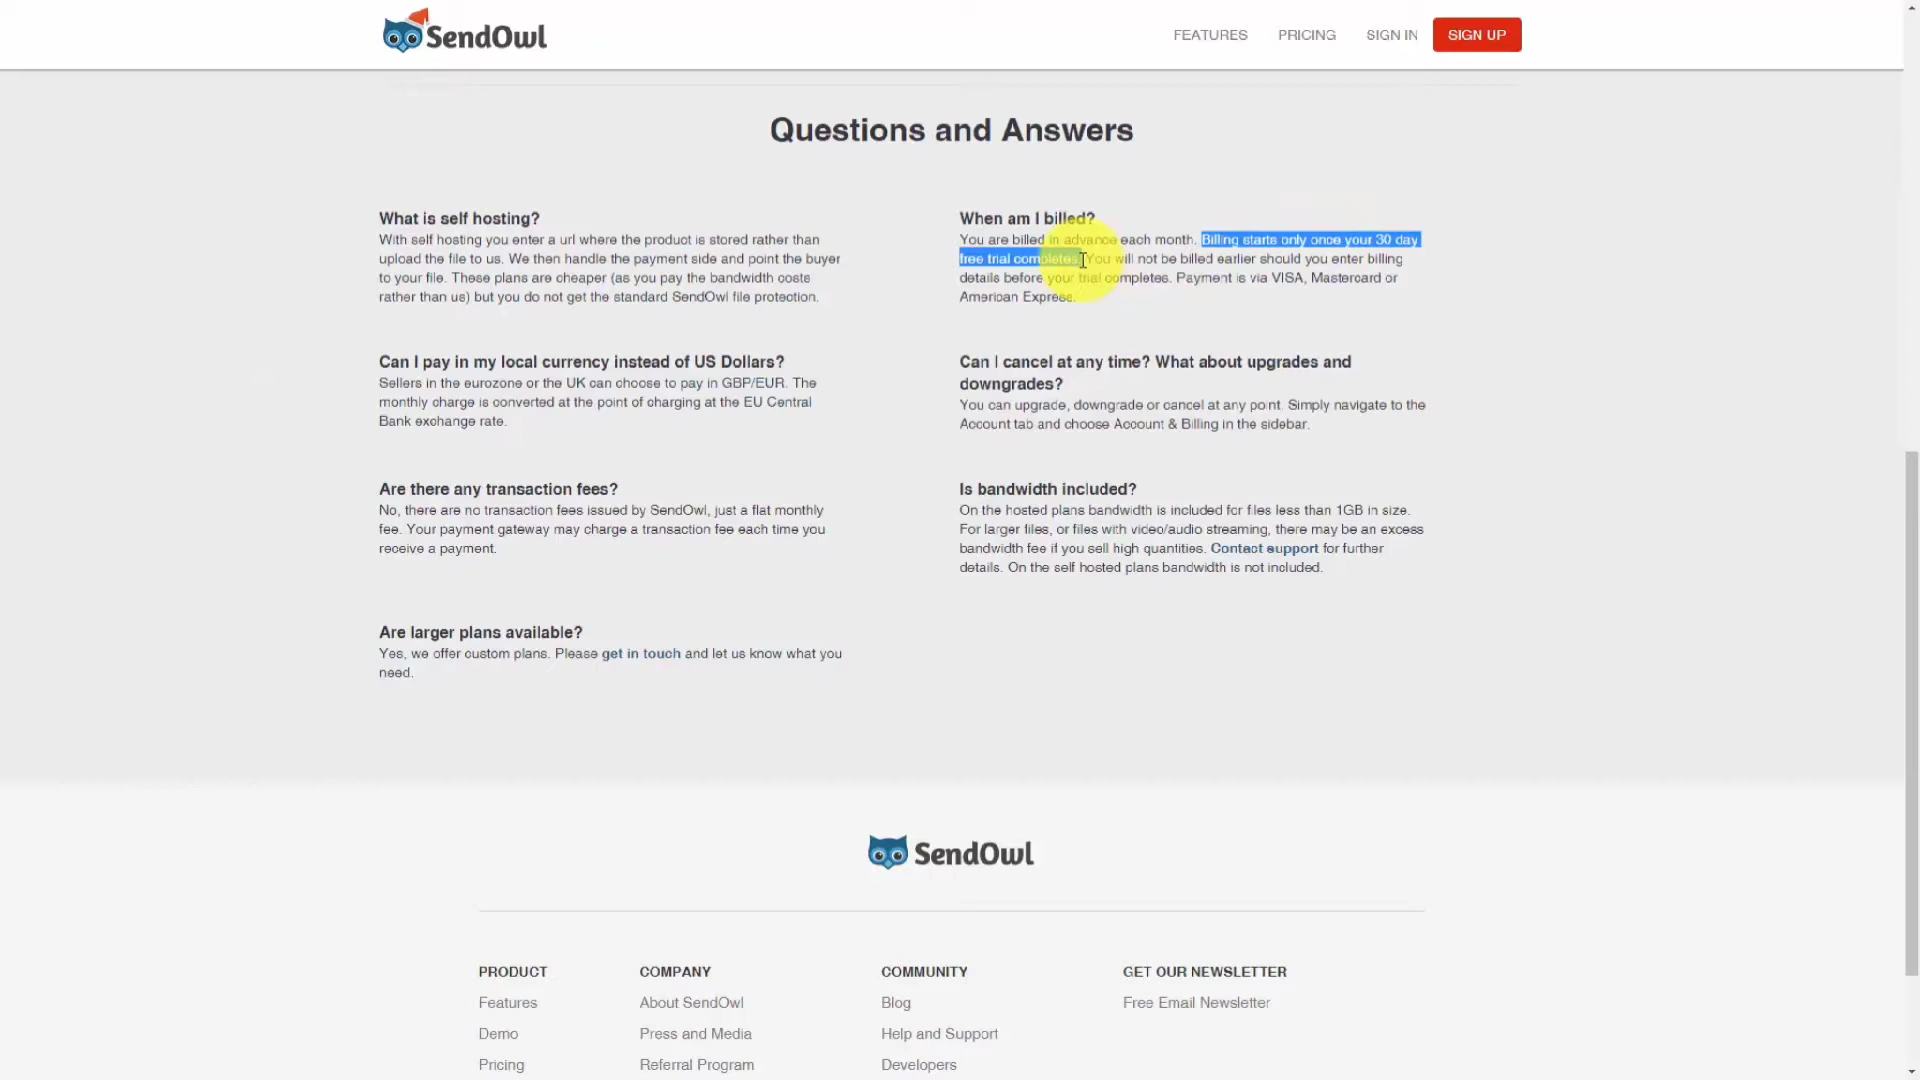 SendOwl
FEATURES
PRICING
SIGN IN
SIGN UP
Questions and Answers
What is self hosting?
With self hosting you enter a url where the product is stored rather than
upload the file to us. We then handle the payment side and point the buyer
to your file. These plans are cheaper (as you pay the bandwidth costs
rather than us) but you do not get the standard SendOwl file protection.
When am I billed?
You are billed in advance each month. Billing starts only once your 30 day
free trial completes. You will not be billed earlier should you enter billing
details before your trial completes. Payment is via VISA, Mastercard or
American Express.
Can I pay in my local currency instead of US Dollars?
Sellers in the eurozone or the UK can choose to pay in GBP/EUR. The
monthly charge is converted at the point of charging at the EU Central
Bank exchange rate.
Can I cancel at any time? What about upgrades and
downgrades?
You can upgrade, downgrade or cancel at any point. Simply navigate to the
Account tab and choose Account & Billing in the sidebar.
Are there any transaction fees?
No, there are no transaction fees issued by SendOwl, just a flat monthly
fee. Your payment gateway may charge a transaction fee each time you
receive a payment.
Is bandwidth included?
On the hosted plans bandwidth is included for files less than 1GB in size.
For larger files, or files with video/audio streaming, there may be an excess
bandwidth fee if you sell high quantities. Contact support for further
details. On the self hosted plans bandwidth is not included.
Are larger plans available?
Yes, we offer custom plans. Please get in touch and let us know what you
need.
SendOwl
PRODUCT
Features
Demo
Pricing
COMPANY
About SendOwl
Press and Media
Referral Program
COMMUNITY
Blog
Help and Support
Developers
GET OUR NEWSLETTER
Free Email Newsletter